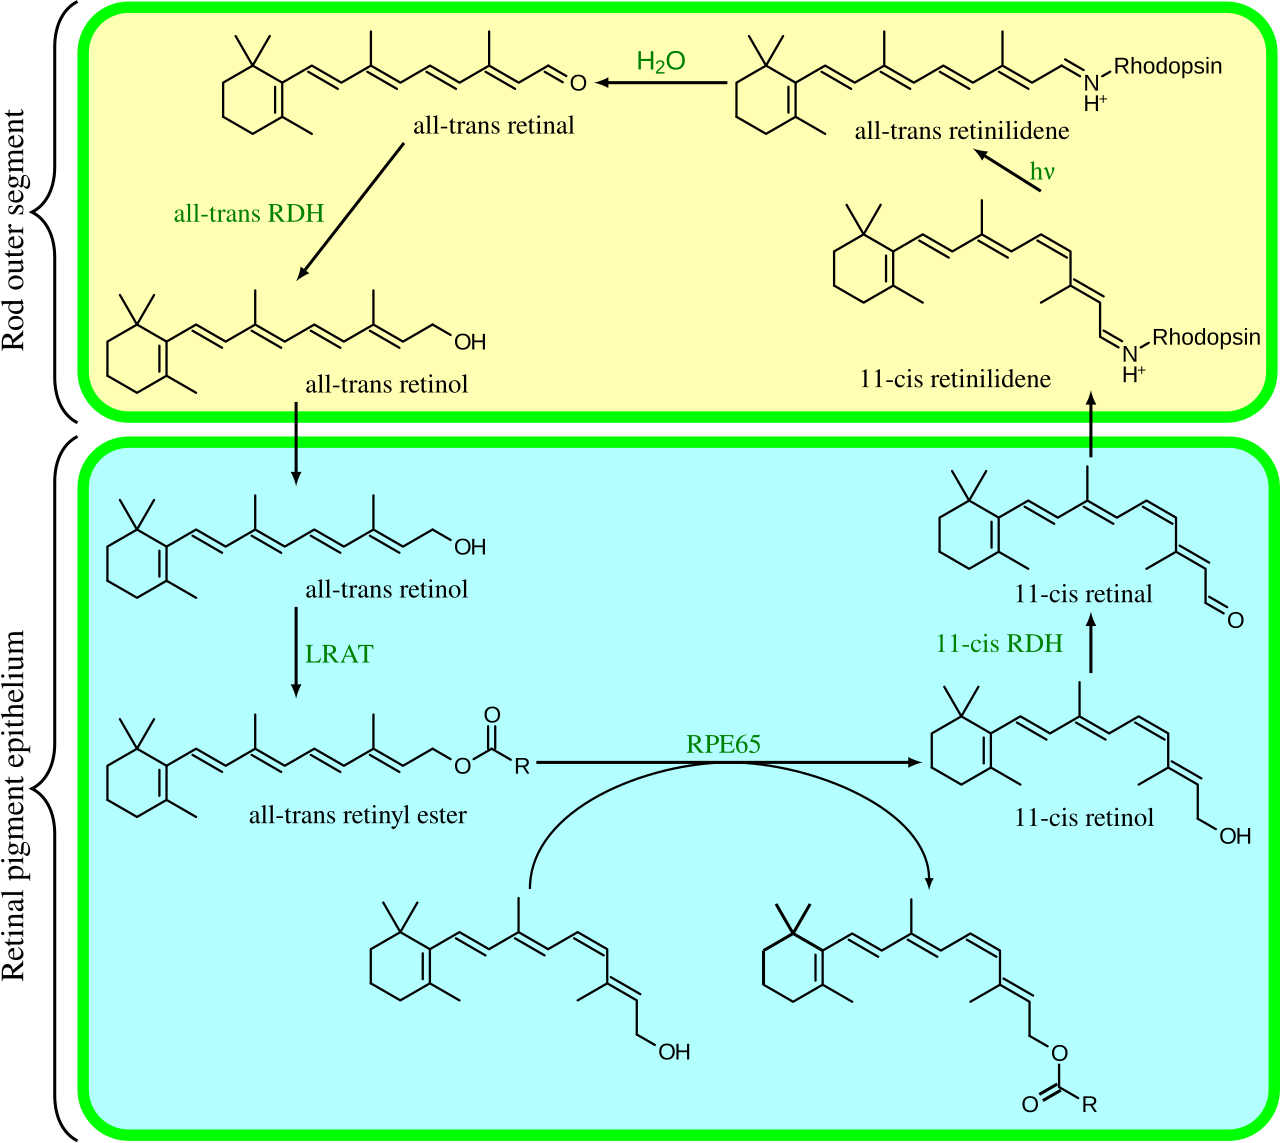 Rod outer segment
O
all-trans retinal
H₂O
Rhodopsin
N
H⁺
all-trans retinilidene
hν
all-trans RDH
OH
all-trans retinol
Rhodopsin
N
H⁺
11-cis retinilidene
Retinal pigment epithelium
OH
all-trans retinol
LRAT
O
11-cis retinal
11-cis RDH
O
O
R
all-trans retinyl ester
RPE65
11-cis retinol
OH
OH
O
O
R